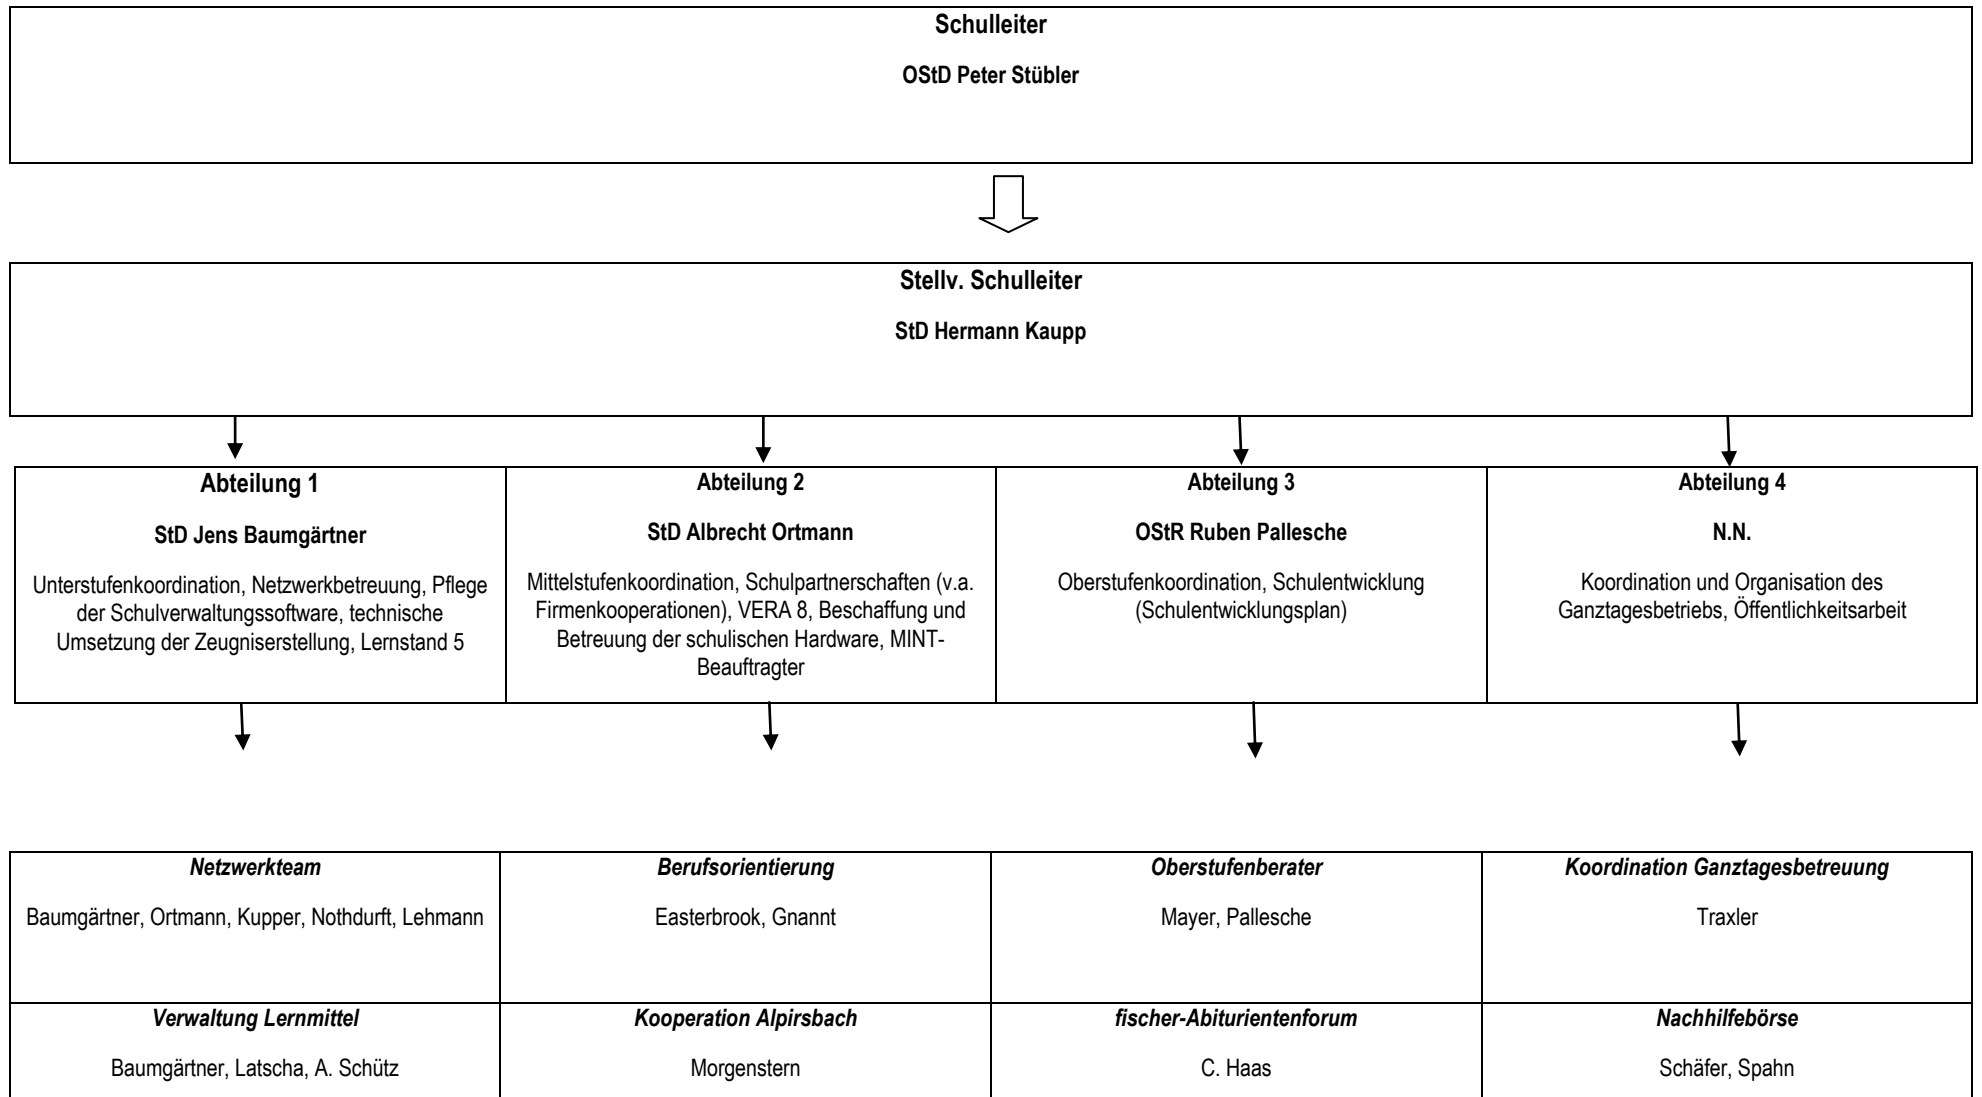 Schulleiter
OStD Peter Stübler
Stellv. Schulleiter
StD Hermann Kaupp
Abteilung 1
StD Jens Baumgärtner
Unterstufenkoordination, Netzwerkbetreuung, Pflege
der Schulverwaltungssoftware, technische
Umsetzung der Zeugniserstellung, Lernstand 5
Abteilung 2
StD Albrecht Ortmann
Mittelstufenkoordination, Schulpartnerschaften (v.a.
Firmenkooperationen), VERA 8, Beschaffung und
Betreuung der schulischen Hardware, MINT-
Beauftragter
Abteilung 3
OStR Ruben Pallesche
Oberstufenkoordination, Schulentwicklung
(Schulentwicklungsplan)
Abteilung 4
N.N.
Koordination und Organisation des
Ganztagesbetriebs, Öffentlichkeitsarbeit
Netzwerkteam
Baumgärtner, Ortmann, Kupper, Nothdurft, Lehmann
Berufsorientierung
Easterbrook, Gnannt
Oberstufenberater
Mayer, Pallesche
Koordination Ganztagesbetreuung
Traxler
Verwaltung Lernmittel
Baumgärtner, Latscha, A. Schütz
Kooperation Alpirsbach
Morgenstern
fischer-Abiturientenforum
C. Haas
Nachhilfebörse
Schäfer, Spahn